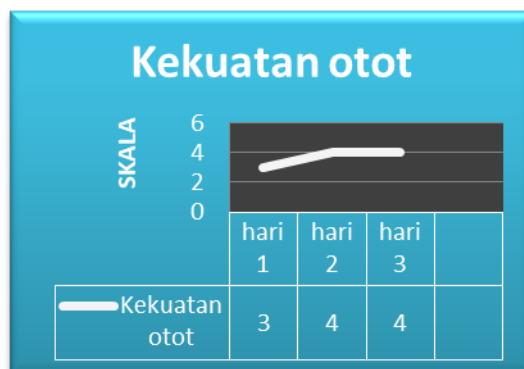 Kekuatan otot
SKALA
6
4
2
0
hari 1
hari 2
hari 3
Kekuatan otot
3 4 4